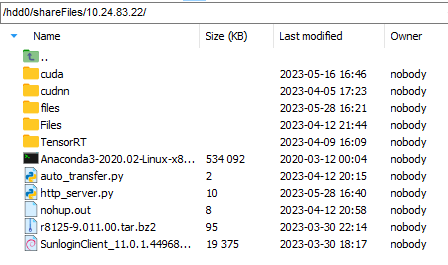 /hdd0/shareFiles/10.24.83.22/
Name Size (KB) Last modified Owner
..
cuda 2023-05-16 16:46 nobody
cudnn 2023-04-05 17:23 nobody
files 2023-05-28 16:21 nobody
Files 2023-04-12 21:44 nobody
TensorRT 2023-04-09 16:09 nobody
Anaconda3-2020.02-Linux-x8... 534 092 2020-03-12 00:04 nobody
auto_transfer.py 2 2023-04-12 20:15 nobody
http_server.py 10 2023-05-28 16:40 nobody
nohup.out 8 2023-04-12 20:58 nobody
r8125-9.011.00.tar.bz2 95 2023-03-30 22:14 nobody
SunloginClient_11.0.1.44968... 19 375 2023-03-30 18:17 nobody